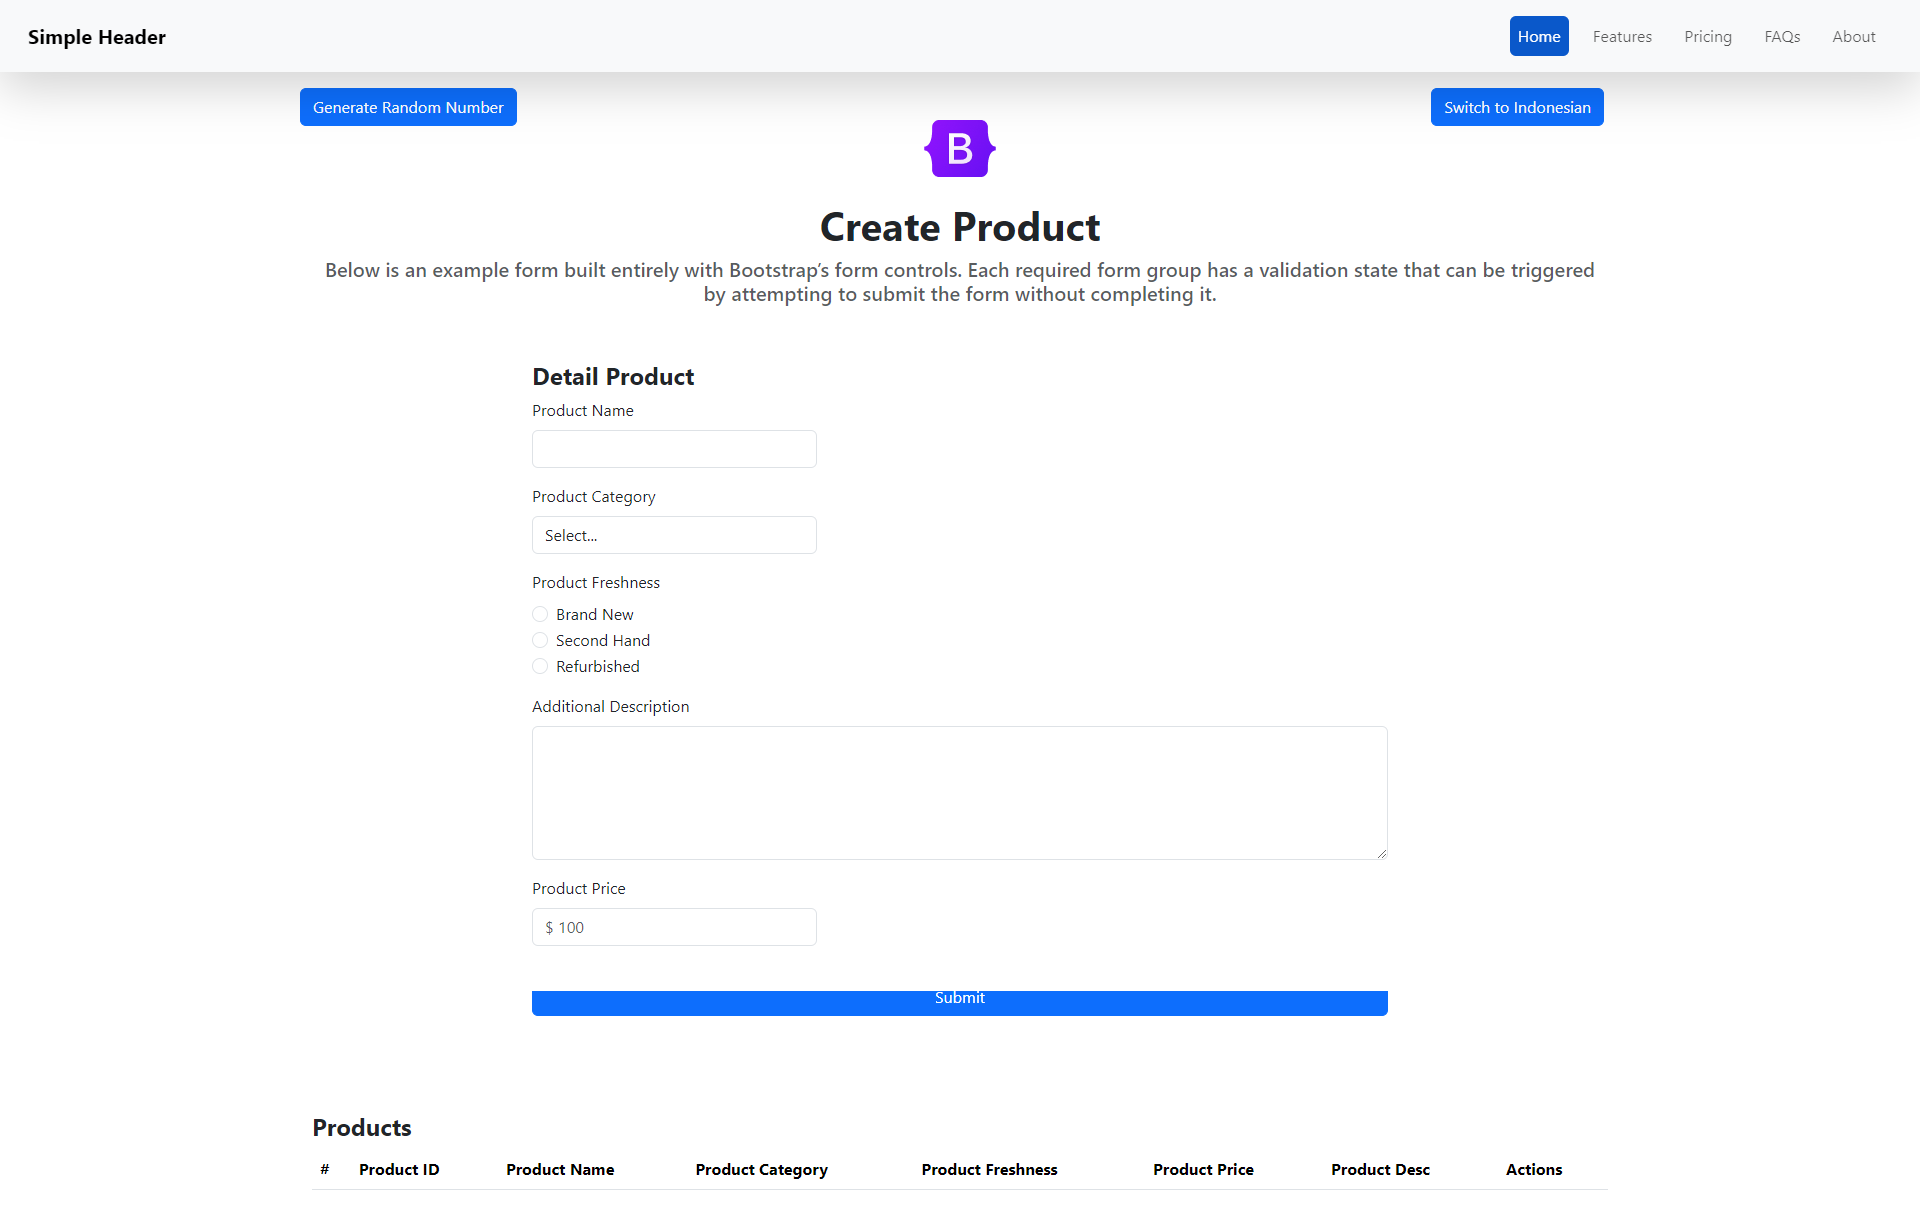 Simple Header
Home
Features
Pricing
FAQs
About
Generate Random Number
Switch to Indonesian
B
Create Product
Below is an example form built entirely with Bootstrap’s form controls. Each required form group has a validation state that can be triggered
by attempting to submit the form without completing it.
Detail Product
Product Name
Product Category
Select...
Product Freshness
Brand New
Second Hand
Refurbished
Additional Description
Product Price
$ 100
Submit
Products
# Product ID Product Name Product Category Product Freshness Product Price Product Desc Actions